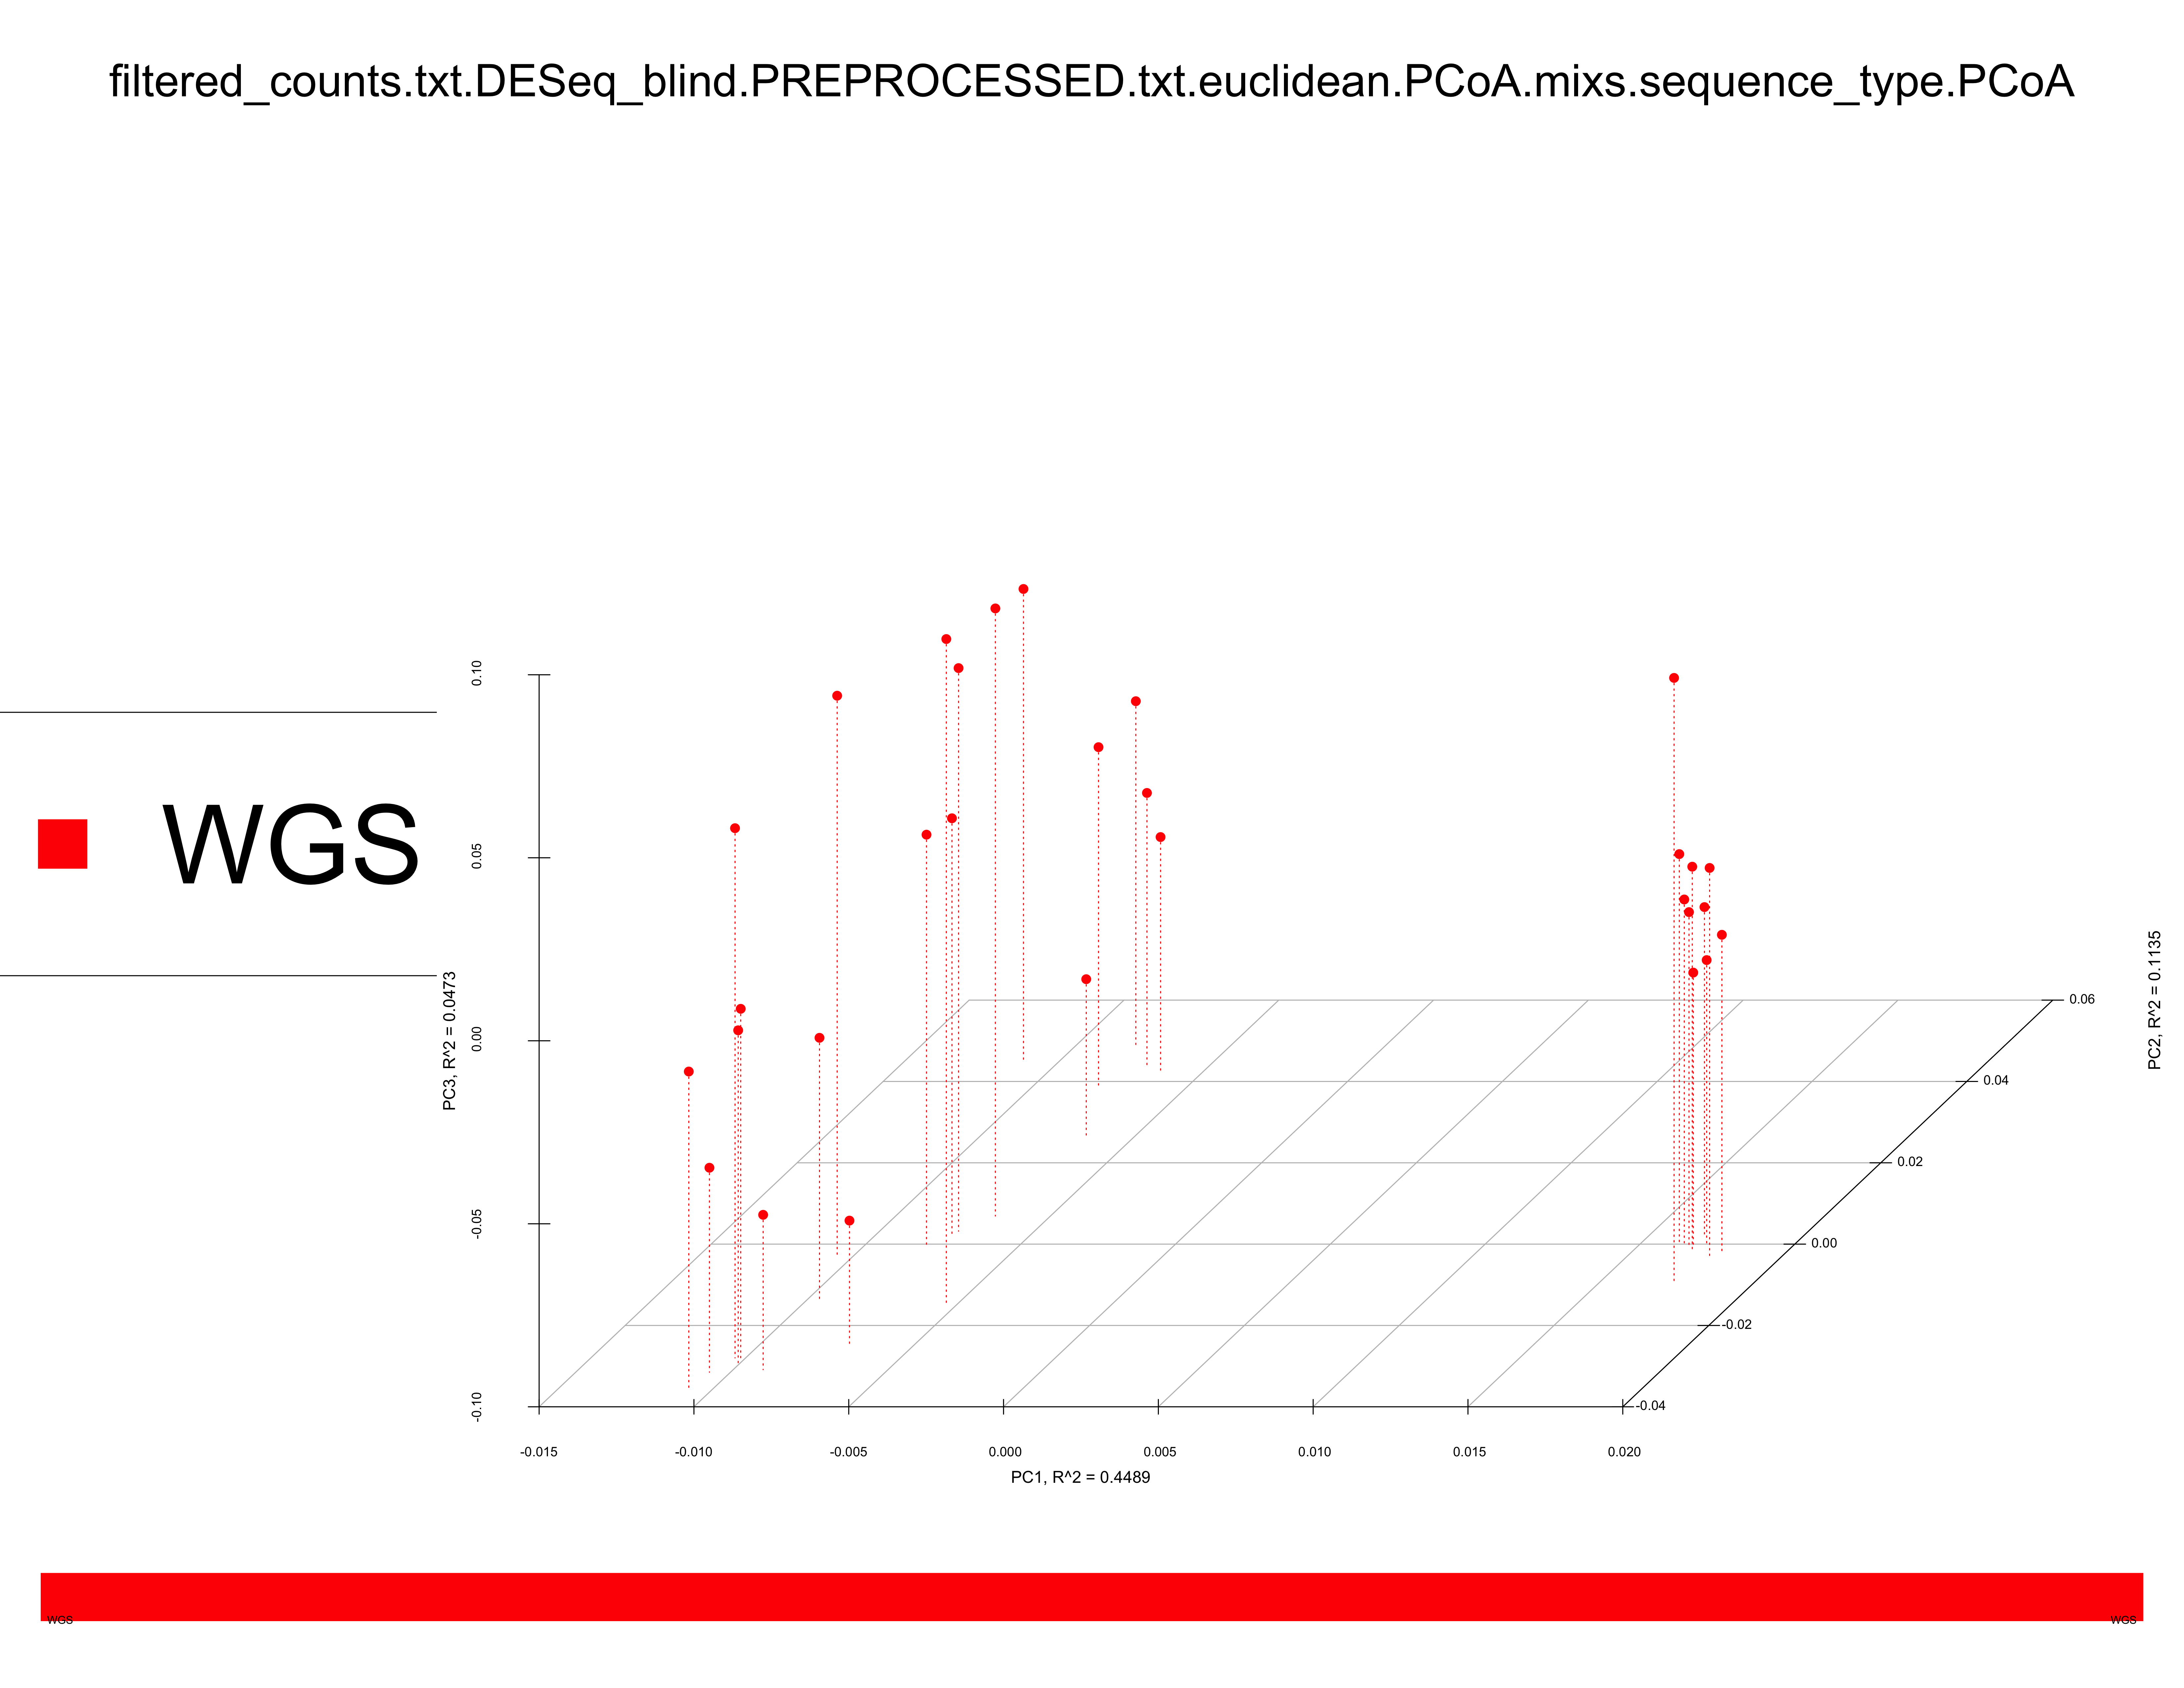 filtered_counts.txt.DESeq_blind.PREPROCESSED.txt.euclidean.PCoA.mixs.sequence_type.PCoA
WGS
PC3, R^2 = 0.0473
0.10
0.05
0.00
-0.05
-0.10
-0.015
-0.010
-0.005
0.000
0.005
0.010
0.015
0.020
PC1, R^2 = 0.4489
0.06
0.04
0.02
0.00
-0.02
-0.04
PC2, R^2 = 0.1135
WGS
WGS